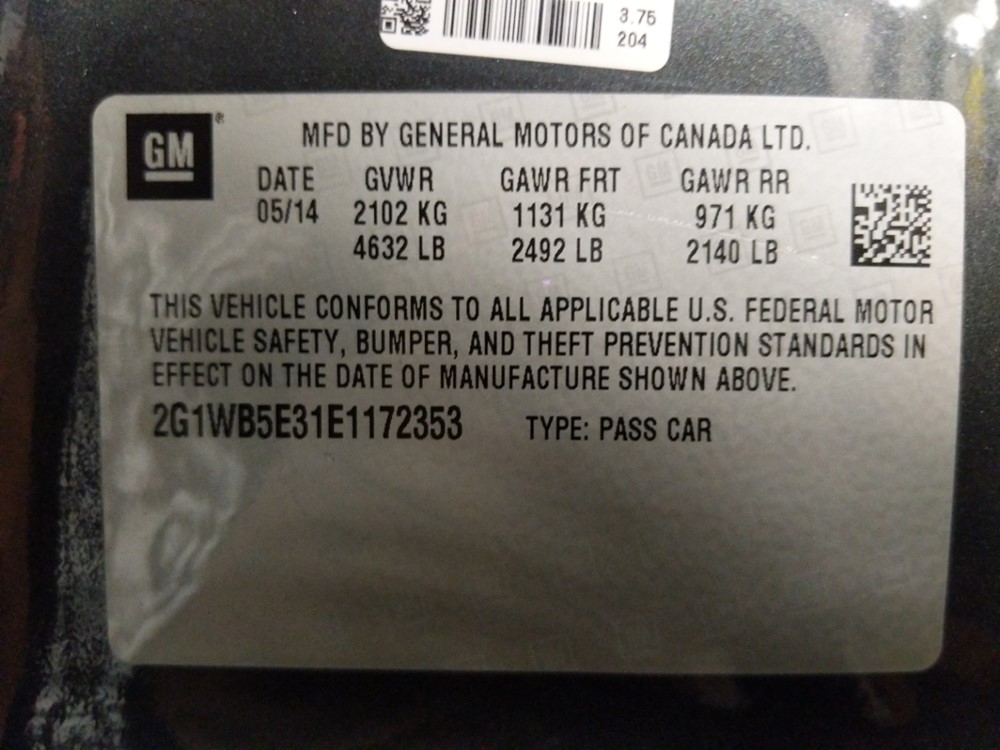 3.75
204
GM®
MFD BY GENERAL MOTORS OF CANADA LTD.
DATE GVWR GAWR FRT GAWR RR
05/14 2102 KG 1131 KG 971 KG
4632 LB 2492 LB 2140 LB
THIS VEHICLE CONFORMS TO ALL APPLICABLE U.S. FEDERAL MOTOR
VEHICLE SAFETY, BUMPER, AND THEFT PREVENTION STANDARDS IN
EFFECT ON THE DATE OF MANUFACTURE SHOWN ABOVE.
2G1WB5E31E1172353 TYPE: PASS CAR